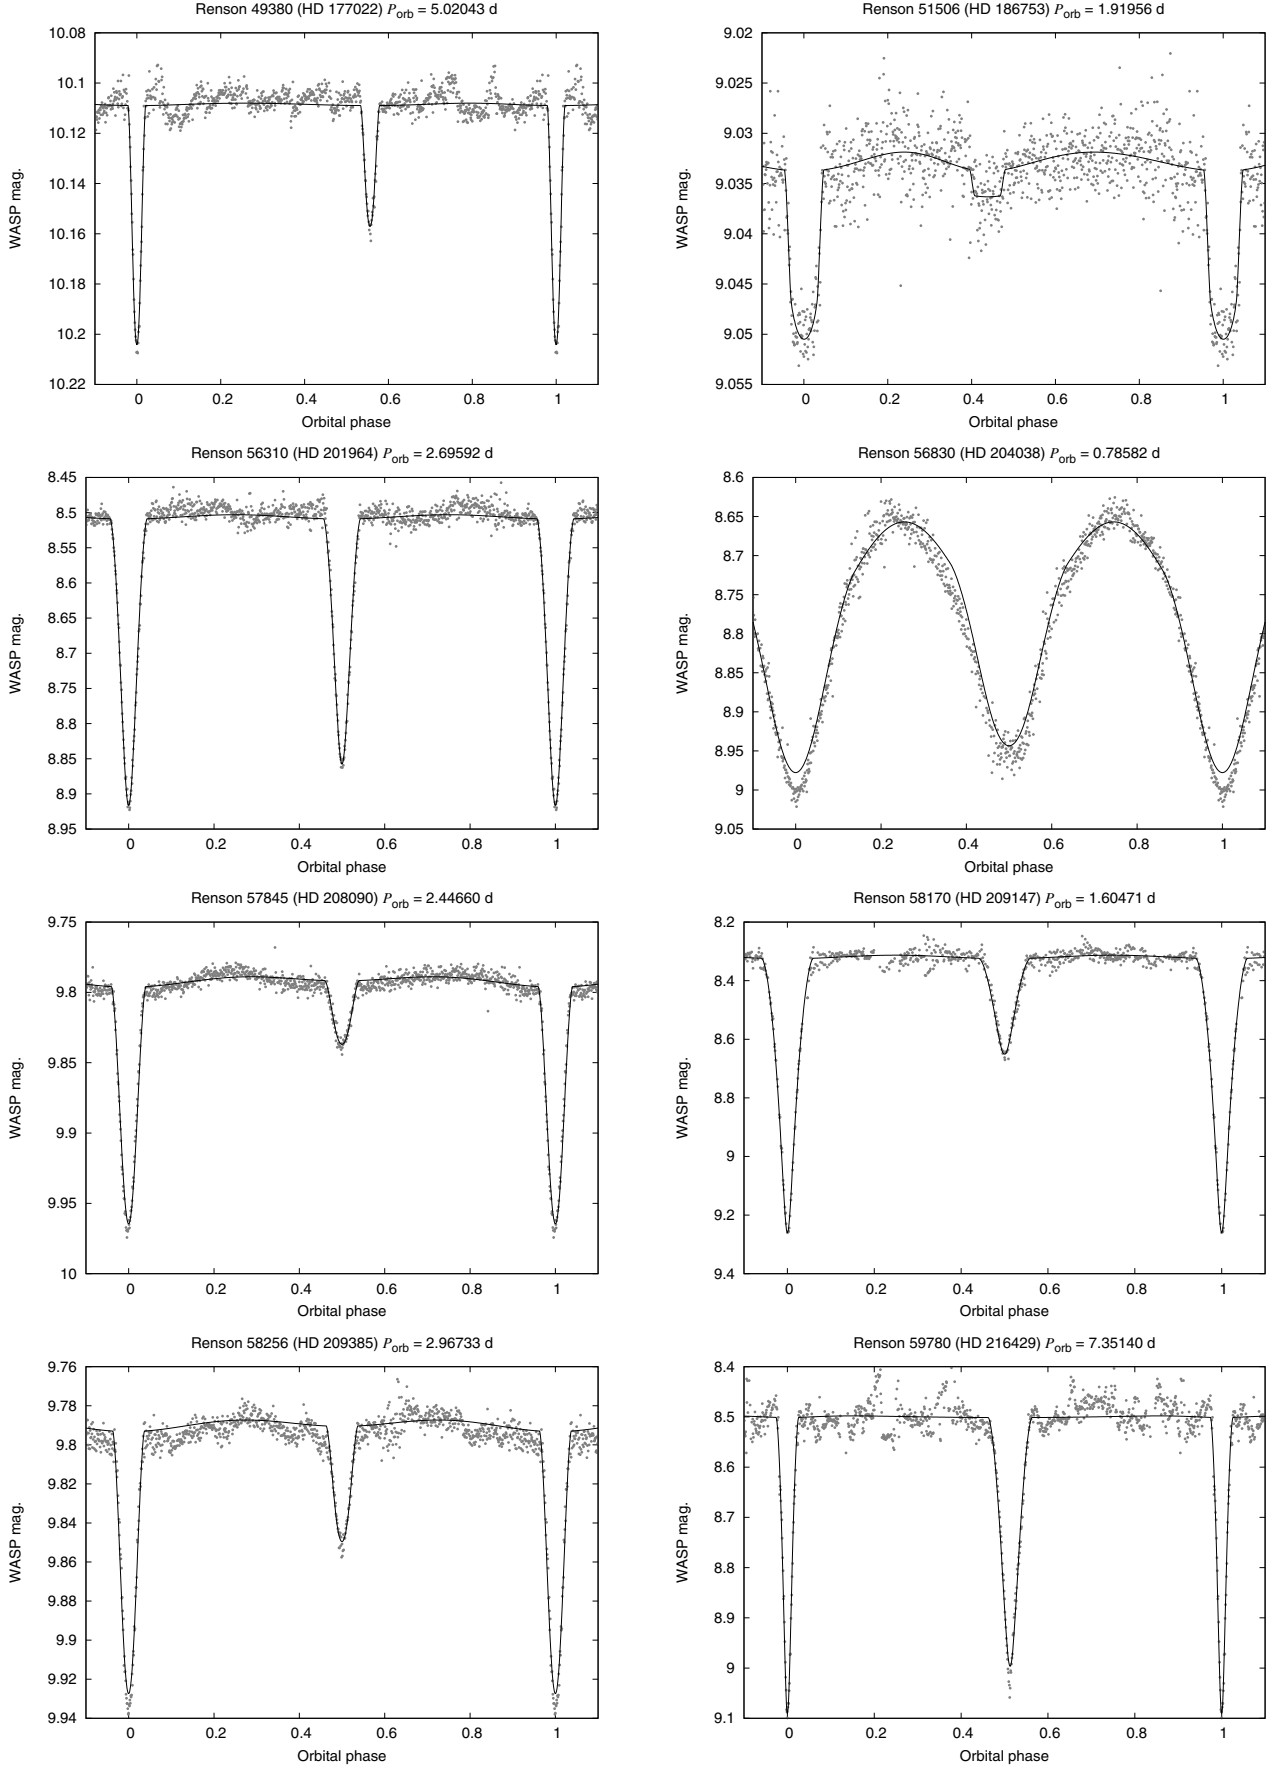 Renson 49380 (HD 177022) Porb = 5.02043 d
10.08
10.1
10.12
10.14
10.16
10.18
10.2
10.22
WASP mag.
0 0.2 0.4 0.6 0.8 1
Orbital phase
Renson 51506 (HD 186753) Porb = 1.91956 d
9.02
9.025
9.03
9.035
9.04
9.045
9.05
9.055
WASP mag.
0 0.2 0.4 0.6 0.8 1
Orbital phase
Renson 56310 (HD 201964) Porb = 2.69592 d
8.45
8.5
8.55
8.6
8.65
8.7
8.75
8.8
8.85
8.9
8.95
WASP mag.
0 0.2 0.4 0.6 0.8 1
Orbital phase
Renson 56830 (HD 204038) Porb = 0.78582 d
8.6
8.65
8.7
8.75
8.8
8.85
8.9
8.95
9
9.05
WASP mag.
0 0.2 0.4 0.6 0.8 1
Orbital phase
Renson 57845 (HD 208090) Porb = 2.44660 d
9.75
9.8
9.85
9.9
9.95
10
WASP mag.
0 0.2 0.4 0.6 0.8 1
Orbital phase
Renson 58170 (HD 209147) Porb = 1.60471 d
8.2
8.4
8.6
8.8
9
9.2
9.4
WASP mag.
0 0.2 0.4 0.6 0.8 1
Orbital phase
Renson 58256 (HD 209385) Porb = 2.96733 d
9.76
9.78
9.8
9.82
9.84
9.86
9.88
9.9
9.92
9.94
WASP mag.
0 0.2 0.4 0.6 0.8 1
Orbital phase
Renson 59780 (HD 216429) Porb = 7.35140 d
8.4
8.5
8.6
8.7
8.8
8.9
9
9.1
WASP mag.
0 0.2 0.4 0.6 0.8 1
Orbital phase